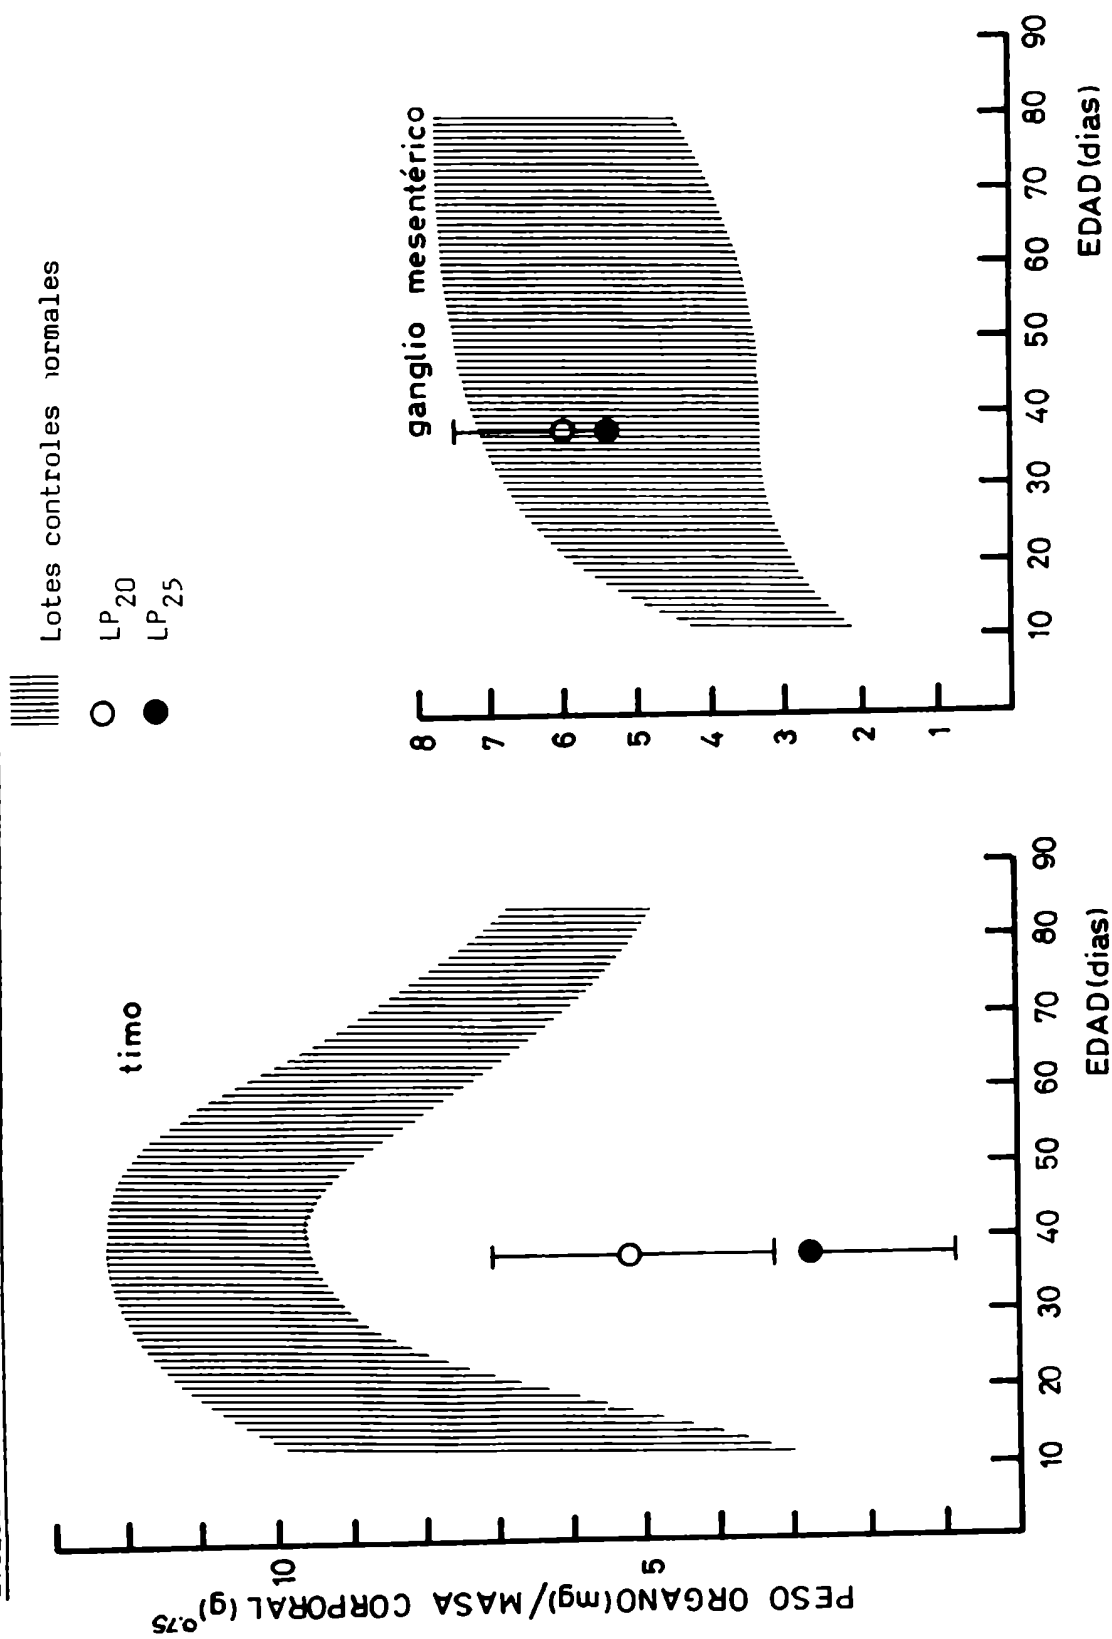 Lotes controles normales
LP20
LP25
timo
PESO ORGANO(mg)/MASA CORPORAL (g)^0.75
10
5
10 20 30 40 50 60 70 80 90
EDAD(dias)
ganglio mesentérico
8
7
6
5
4
3
2
1
10 20 30 40 50 60 70 80 90
EDAD(dias)